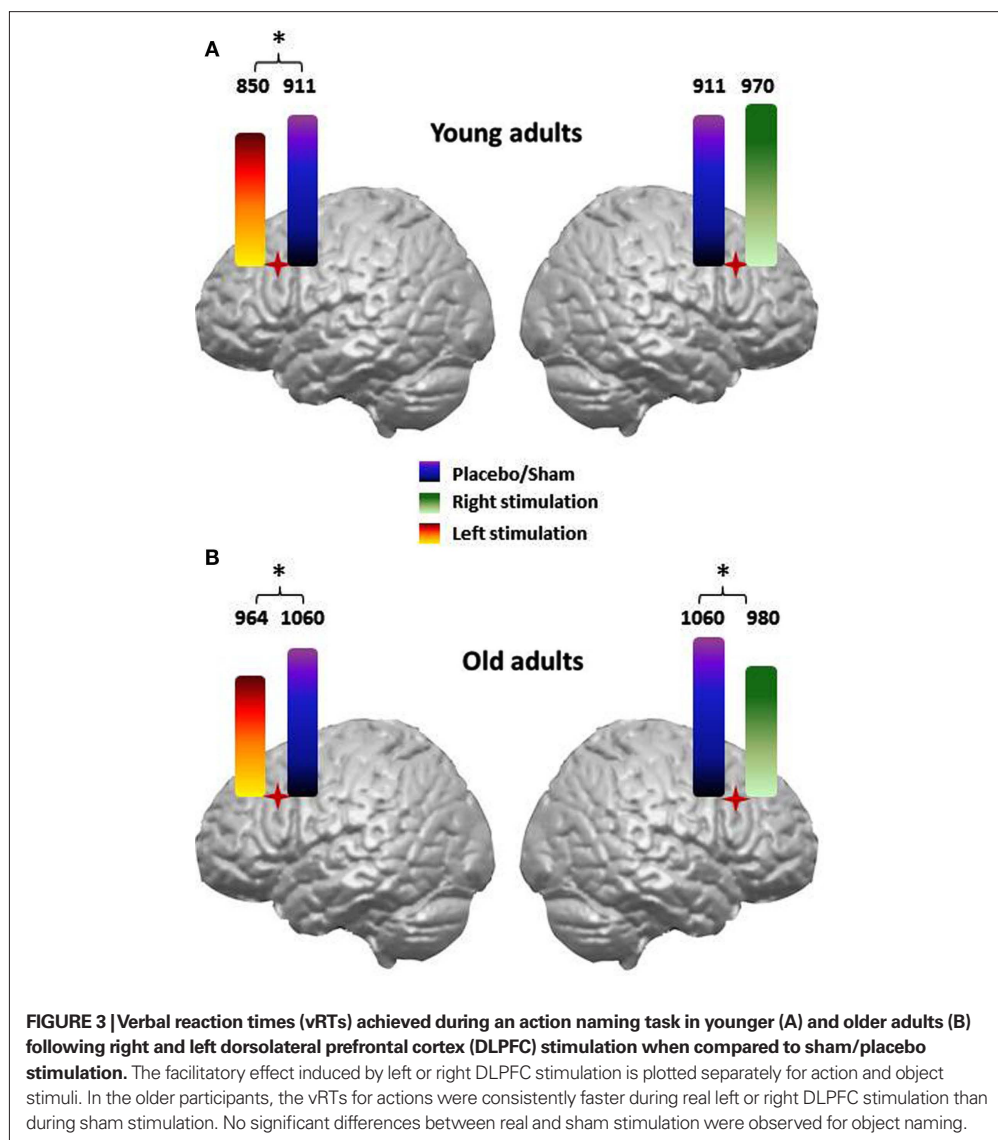 A
*
850 911
911 970
Young adults
Placebo/Sham
Right stimulation
Left stimulation
B
*
*
964 1060
1060 980
Old adults
FIGURE 3 | Verbal reaction times (vRTs) achieved during an action naming task in younger (A) and older adults (B)
following right and left dorsolateral prefrontal cortex (DLPFC) stimulation when compared to sham/placebo
stimulation. The facilitatory effect induced by left or right DLPFC stimulation is plotted separately for action and object
stimuli. In the older participants, the vRTs for actions were consistently faster during real left or right DLPFC stimulation than
during sham stimulation. No significant differences between real and sham stimulation were observed for object naming.